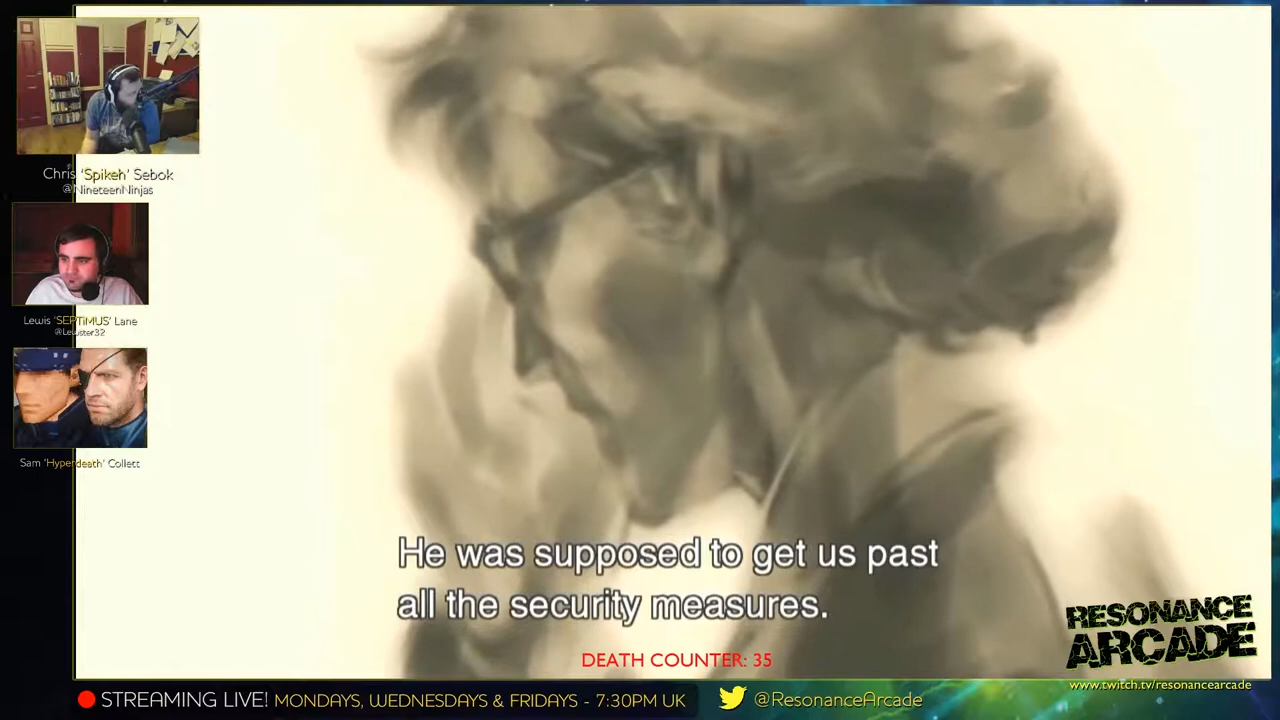 Chris 'Spikeh' Sebok
@NineteenNinjas
Lewis 'SEPTiMUS' Lane
@Lewster32
Sam 'Hyperdeath' Collett
He was supposed to get us past
all the security measures.
DEATH COUNTER: 35
RESONANCE
ARCADE
www.twitch.tv/resonancearcade
STREAMING LIVE! MONDAYS, WEDNESDAYS & FRIDAYS - 7:30PM UK
@ResonanceArcade